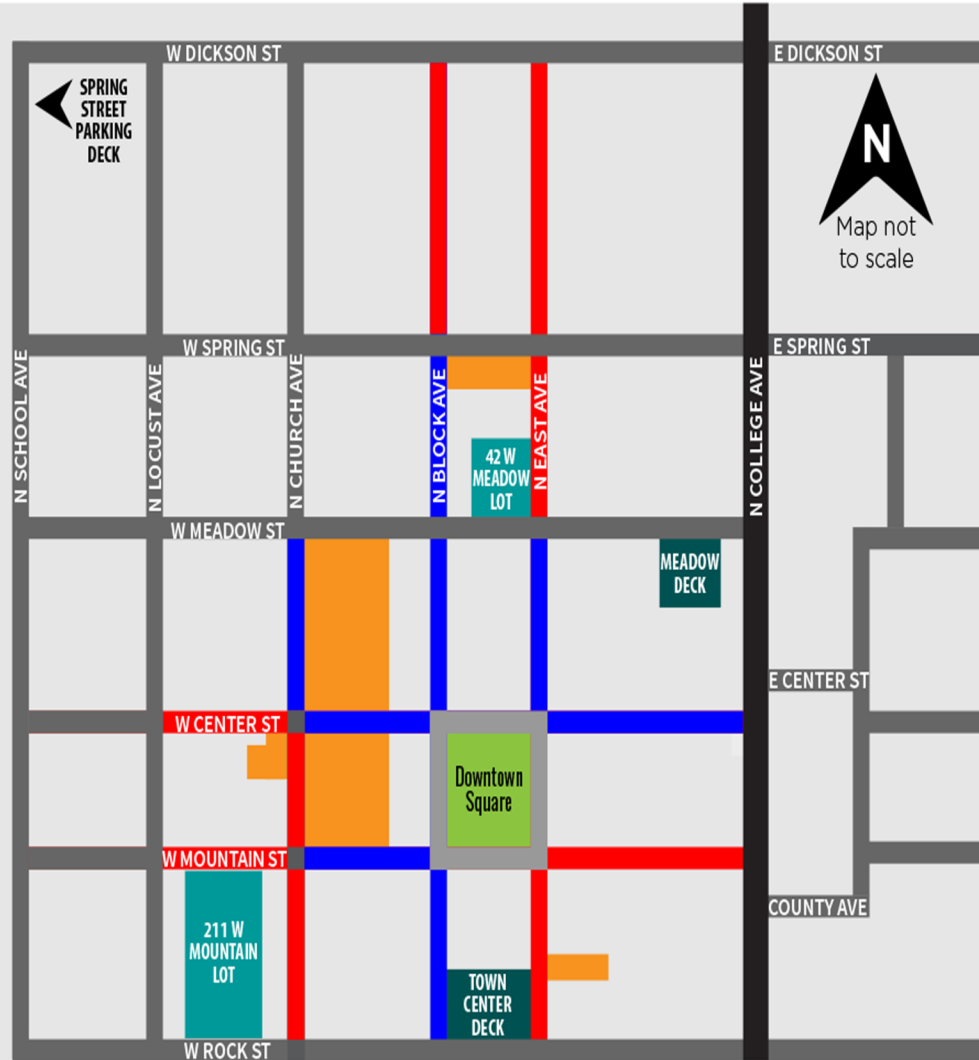 W DICKSON ST
E DICKSON ST
SPRING
STREET
PARKING
DECK
N
Map not
to scale
W SPRING ST
E SPRING ST
N SCHOOL AVE
N LOCUST AVE
N CHURCH AVE
N BLOCK AVE
N EAST AVE
N COLLEGE AVE
42 W
MEADOW
LOT
W MEADOW ST
MEADOW
DECK
E CENTER ST
W CENTER ST
Downtown
Square
W MOUNTAIN ST
COUNTY AVE
211 W
MOUNTAIN
LOT
TOWN
CENTER
DECK
W ROCK ST